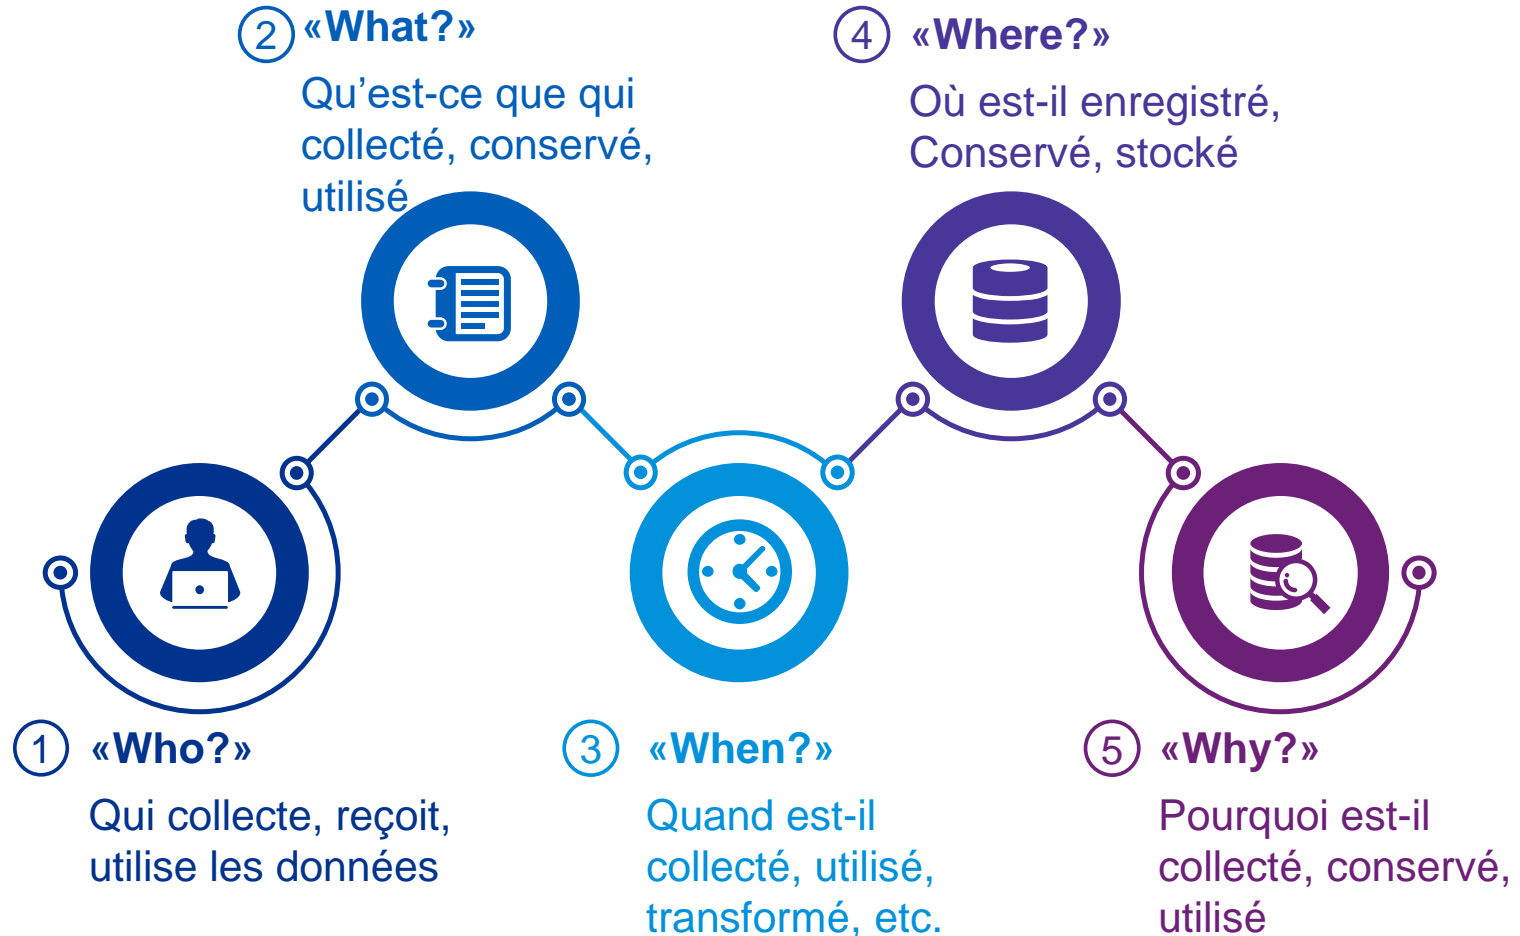 1 «Who?»
Qui collecte, reçoit,
utilise les données
2 «What?»
Qu’est-ce que qui
collecté, conservé,
utilisé
3 «When?»
Quand est-il
collecté, utilisé,
transformé, etc.
4 «Where?»
Où est-il enregistré,
Conservé, stocké
5 «Why?»
Pourquoi est-il
collecté, conservé,
utilisé